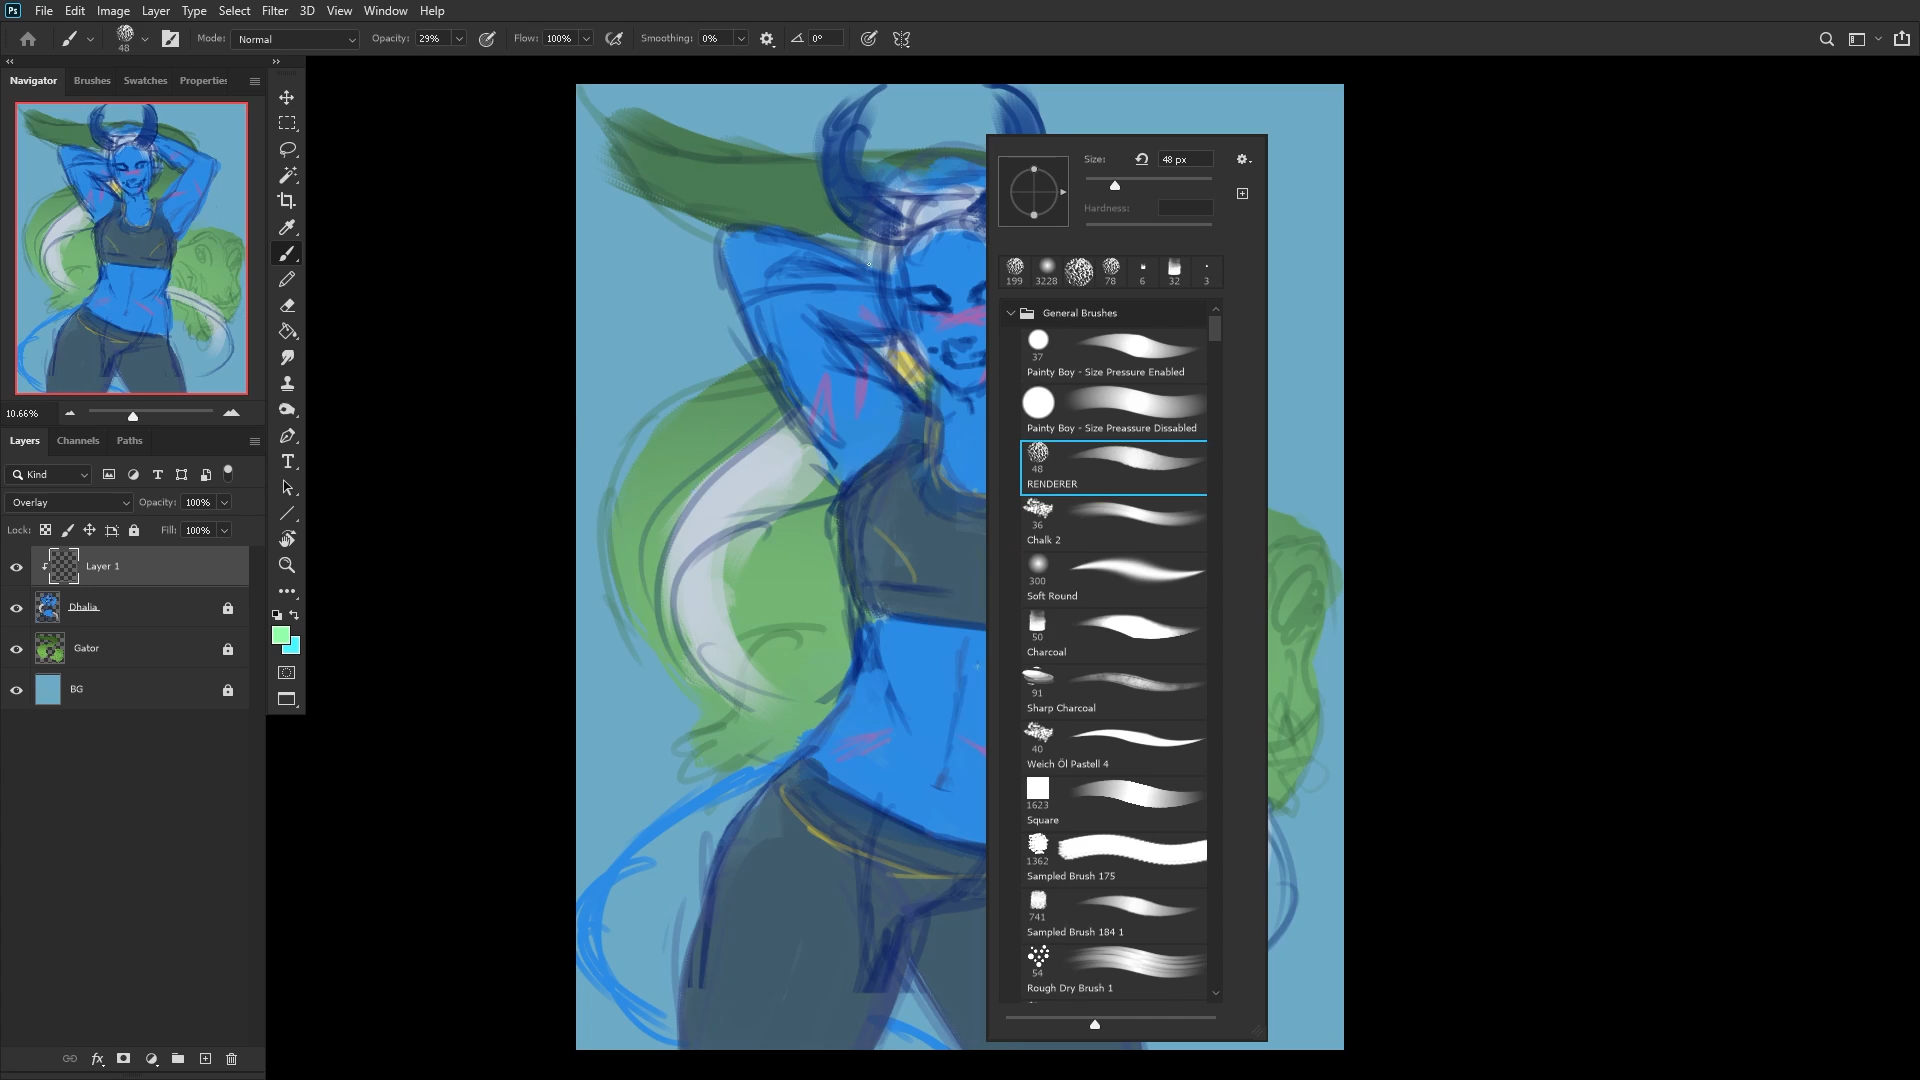 Ps File Edit Image Layer Type Select Filter 3D View Window Help
48 Mode: Normal Opacity: 29% Flow: 100% Smoothing: 0% 0°
Navigator Brushes Swatches Properties
10.66%
Layers Channels Paths
Kind
Overlay Opacity: 100%
Lock: Fill: 100%
Layer 1
Dhalia
Gator
BG
fx
Size: 48 px
Hardness:
199 3228 78 6 32 3
General Brushes
37
Painty Boy - Size Pressure Enabled
Painty Boy - Size Preassure Dissabled
48
RENDERER
36
Chalk 2
300
Soft Round
50
Charcoal
91
Sharp Charcoal
40
Weich Öl Pastell 4
1623
Square
1362
Sampled Brush 175
741
Sampled Brush 184 1
54
Rough Dry Brush 1